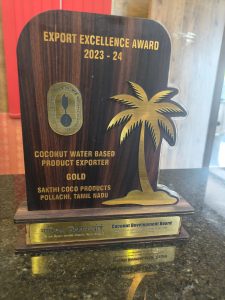 EXPORT EXCELLENCE AWARD
2023 - 24
COCONUT WATER BASED
PRODUCT EXPORTER
GOLD
SAKTHI COCO PRODUCTS
POLLACHI, TAMIL NADU
Coconut Development Board